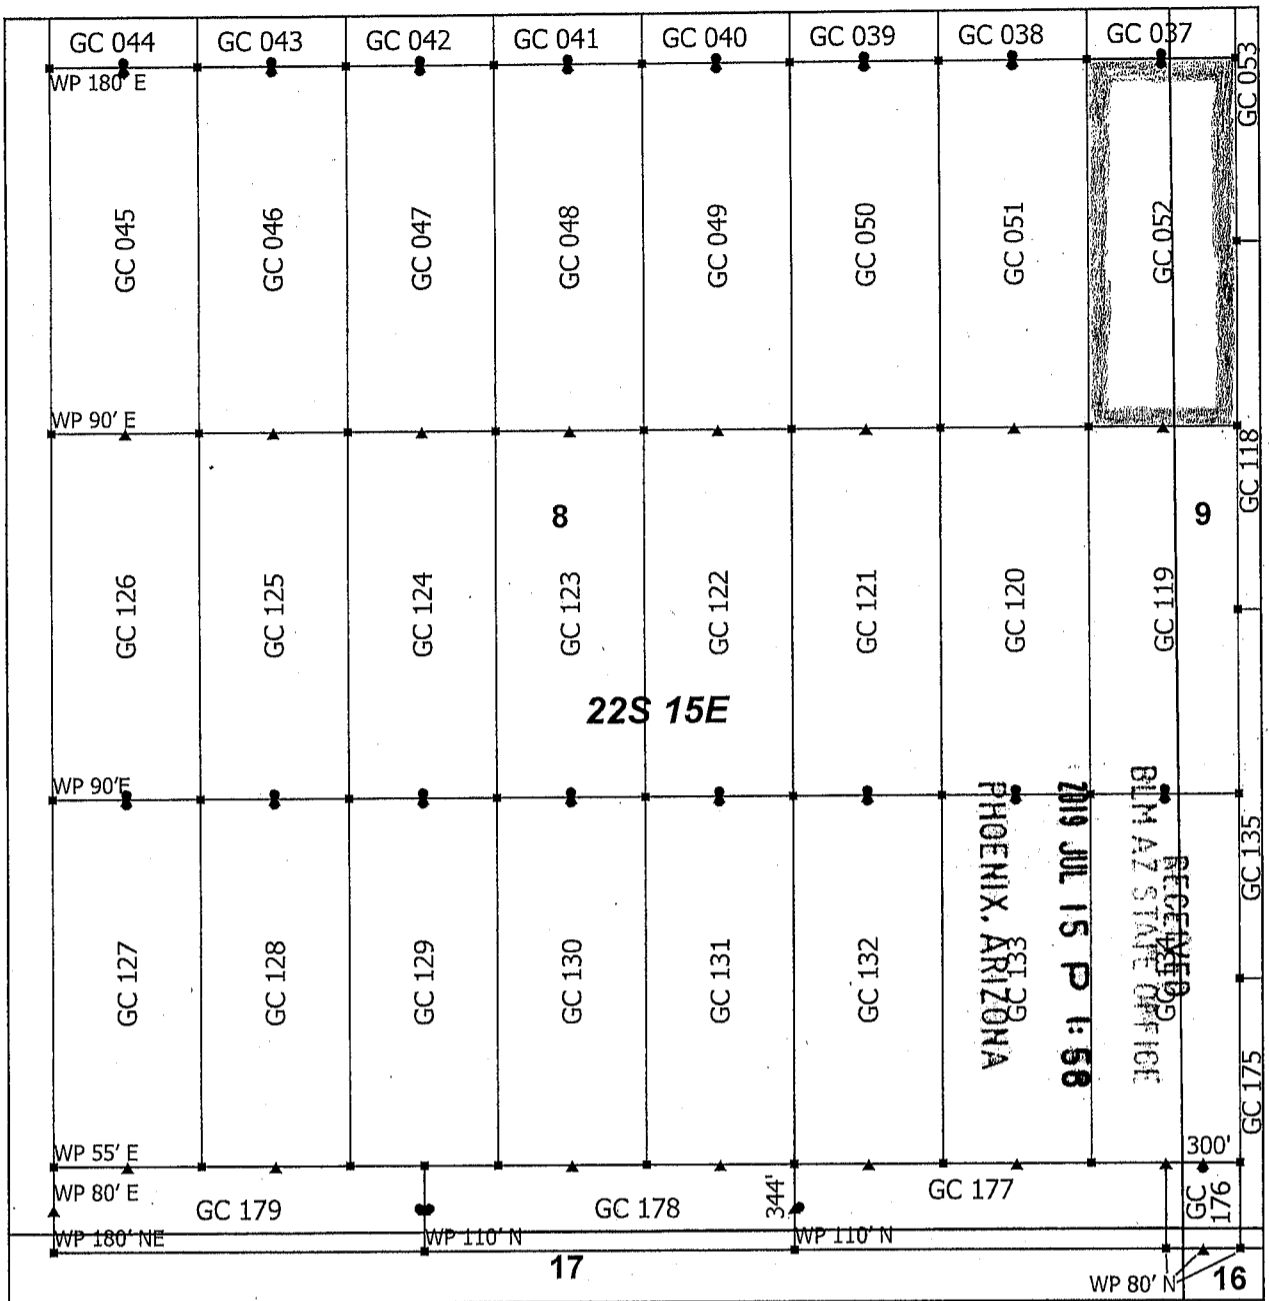 GC 044 GC 043 GC 042 GC 041 GC 040 GC 039 GC 038 GC 037
GC 053
WP 180' E
GC 045 GC 046 GC 047 GC 048 GC 049 GC 050 GC 051 GC 052
WP 90' E
GC 118
8 9
GC 126 GC 125 GC 124 GC 123 GC 122 GC 121 GC 120 GC 119
22S 15E
WP 90'E
GC 135
RECEIVED
BLM AZ STATE OFFICE
2019 JUL 15 P 1:58
PHOENIX, ARIZONA
GC 127 GC 128 GC 129 GC 130 GC 131 GC 132 GC 133
GC 175
WP 55' E
300'
WP 80' E
GC 179 GC 178 344' GC 177 GC 176
WP 180' NE WP 110' N WP 110' N
17 WP 80' N 16